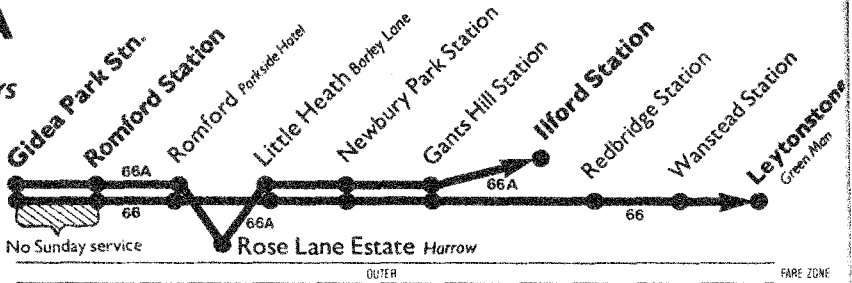 A
rs
Gidea Park Stn.
Romford Station
Romford Parkside Hotel
Little Heath Barley Lane
Newbury Park Station
Gants Hill Station
Ilford Station
Redbridge Station
Wanstead Station
Leytonstone
Green Man
66A
66A
66
66A
66
No Sunday service
Rose Lane Estate Harrow
OUTER
FARE ZONE